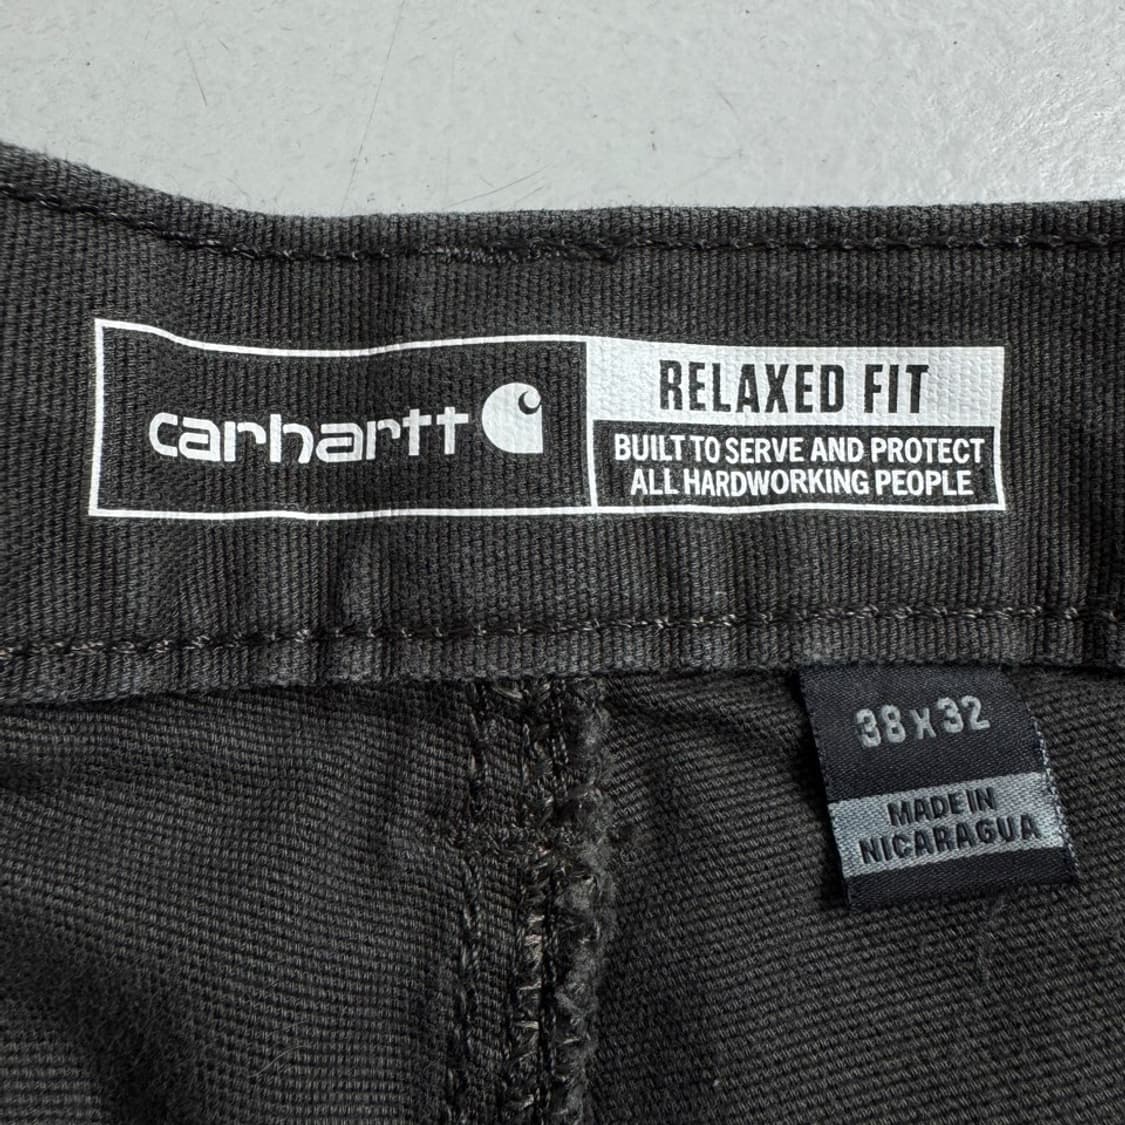 carhartt
RELAXED FIT
BUILT TO SERVE AND PROTECT
ALL HARDWORKING PEOPLE
38 x 32
MADE IN
NICARAGUA